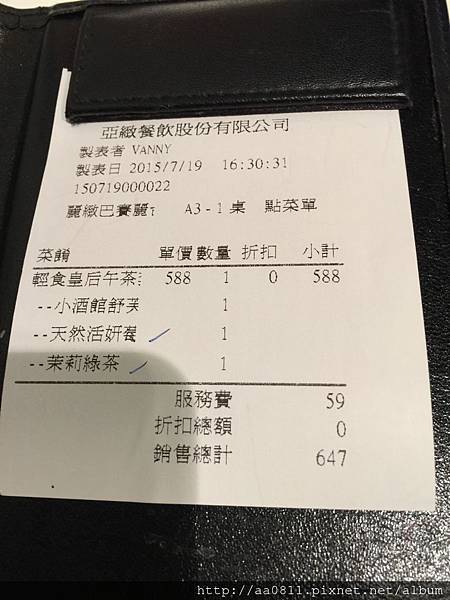 亞緻餐飲股份有限公司
製表者 VANNY
製表日 2015/7/19 16:30:31
150719000022
麗緻巴賽麗 A3-1桌 點菜單
菜餚 單價 數量 折扣 小計
輕食皇后午茶 588 1 0 588
--小酒館舒芙 1
--天然活妍 1
--茉莉綠茶 1
服務費 59
折扣總額 0
銷售總計 647
http://aa0811.pixnet.net/album